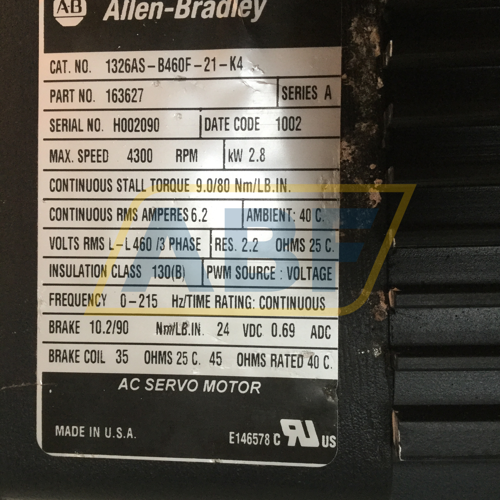 A-B Allen-Bradley
CAT. NO. 1326AS-B460F-21-K4
PART NO. 163627 SERIES A
SERIAL NO. H002090 DATE CODE 1002
MAX. SPEED 4300 RPM kW 2.8
CONTINUOUS STALL TORQUE 9.0/80 Nm/LB.IN.
CONTINUOUS RMS AMPERES 6.2 AMBIENT: 40 C.
VOLTS RMS L-L 460 /3 PHASE RES. 2.2 OHMS 25 C.
INSULATION CLASS 130(B) PWM SOURCE : VOLTAGE
FREQUENCY 0-215 Hz/TIME RATING: CONTINUOUS
BRAKE 10.2/90 Nm/LB.IN. 24 VDC 0.69 ADC
BRAKE COIL 35 OHMS 25 C. 45 OHMS RATED 40 C.
AC SERVO MOTOR
MADE IN U.S.A. E146578 C RU US
ABF